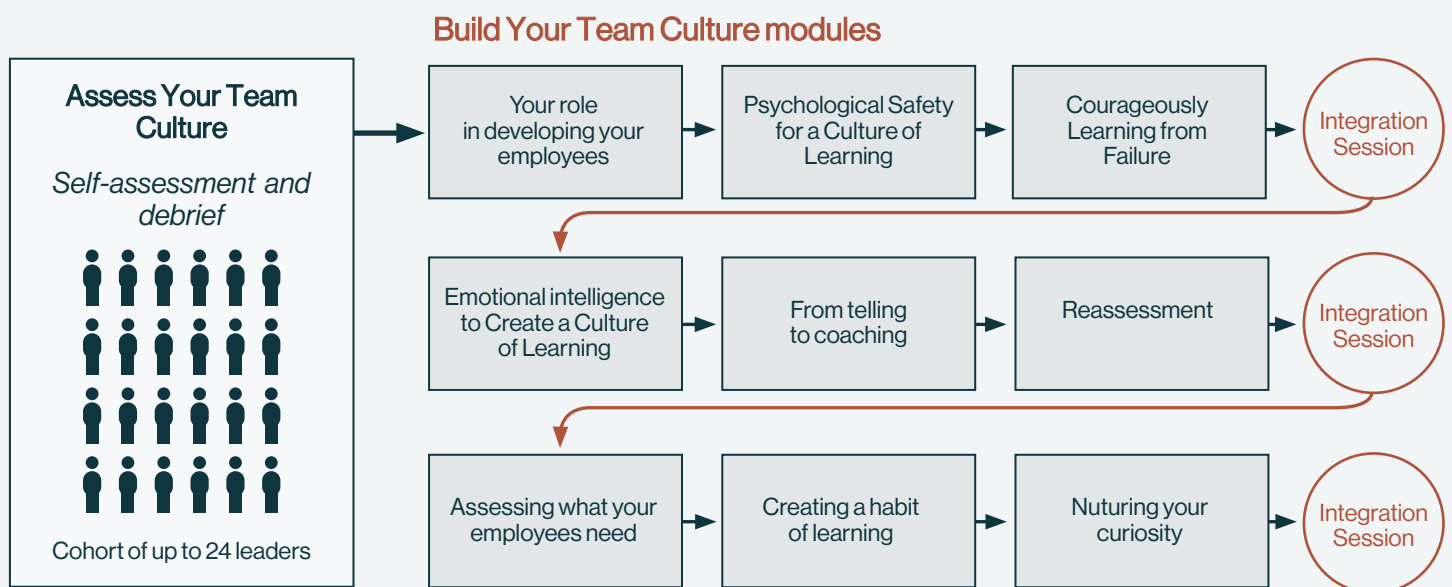 Build Your Team Culture modules
Assess Your Team
Culture
Self-assessment and
debrief
Cohort of up to 24 leaders
Your role
in developing your
employees
Psychological Safety
for a Culture of
Learning
Courageously
Learning from
Failure
Integration
Session
Emotional intelligence
to Create a Culture
of Learning
From telling
to coaching
Reassessment
Integration
Session
Assessing what your
employees need
Creating a habit
of learning
Nuturing your
curiosity
Integration
Session